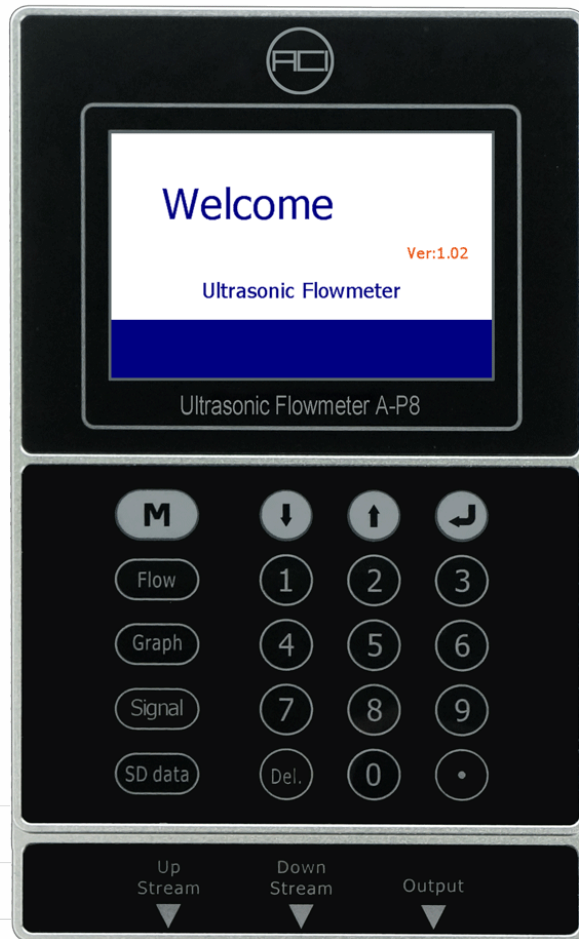 ACI
Welcome
Ver:1.02
Ultrasonic Flowmeter
Ultrasonic Flowmeter A-P8
M
Flow 1 2 3
Graph 4 5 6
Signal 7 8 9
SD data Del. 0 .
Up Stream
Down Stream
Output